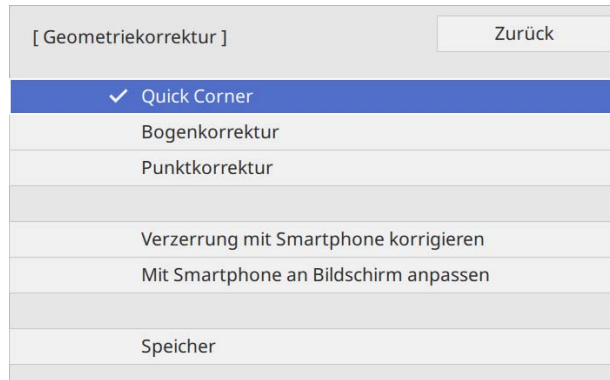 [ Geometriekorrektur ]
Zurück
Quick Corner
Bogenkorrektur
Punktkorrektur
Verzerrung mit Smartphone korrigieren
Mit Smartphone an Bildschirm anpassen
Speicher